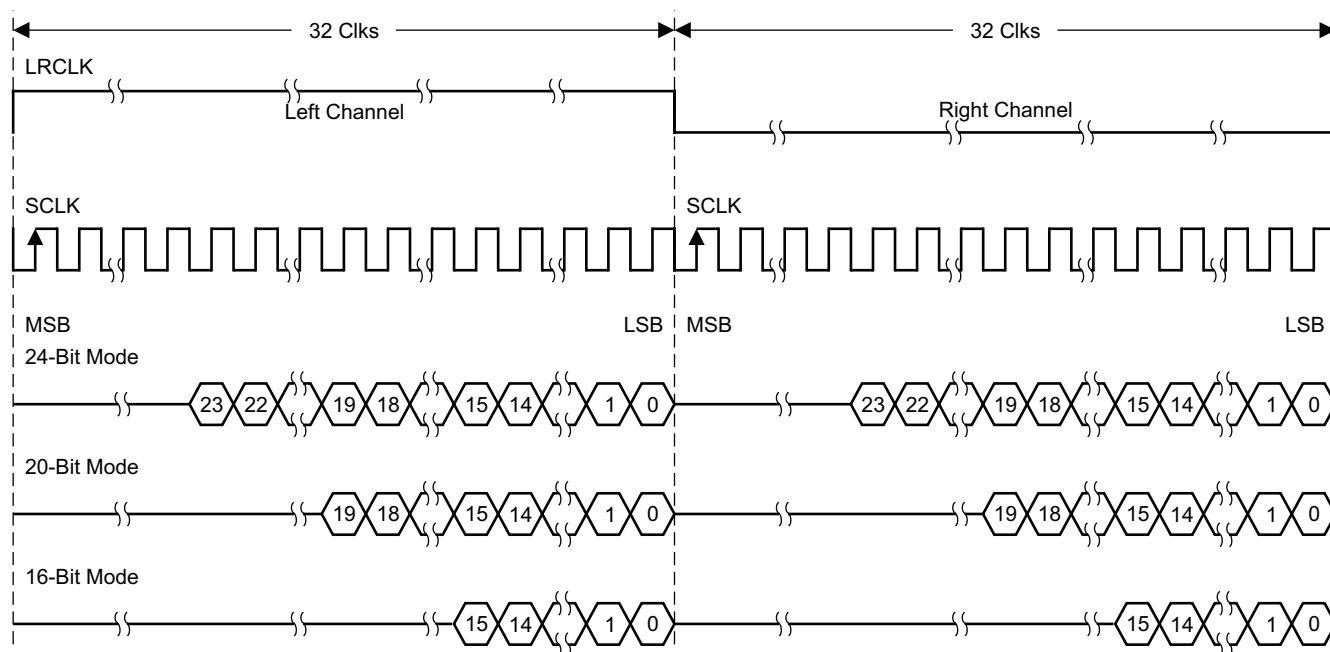 32 Clks 32 Clks
LRCLK
Left Channel Right Channel
SCLK SCLK
MSB LSB MSB LSB
24-Bit Mode
23 22 19 18 15 14 1 0 23 22 19 18 15 14 1 0
20-Bit Mode
19 18 15 14 1 0 19 18 15 14 1 0
16-Bit Mode
15 14 1 0 15 14 1 0